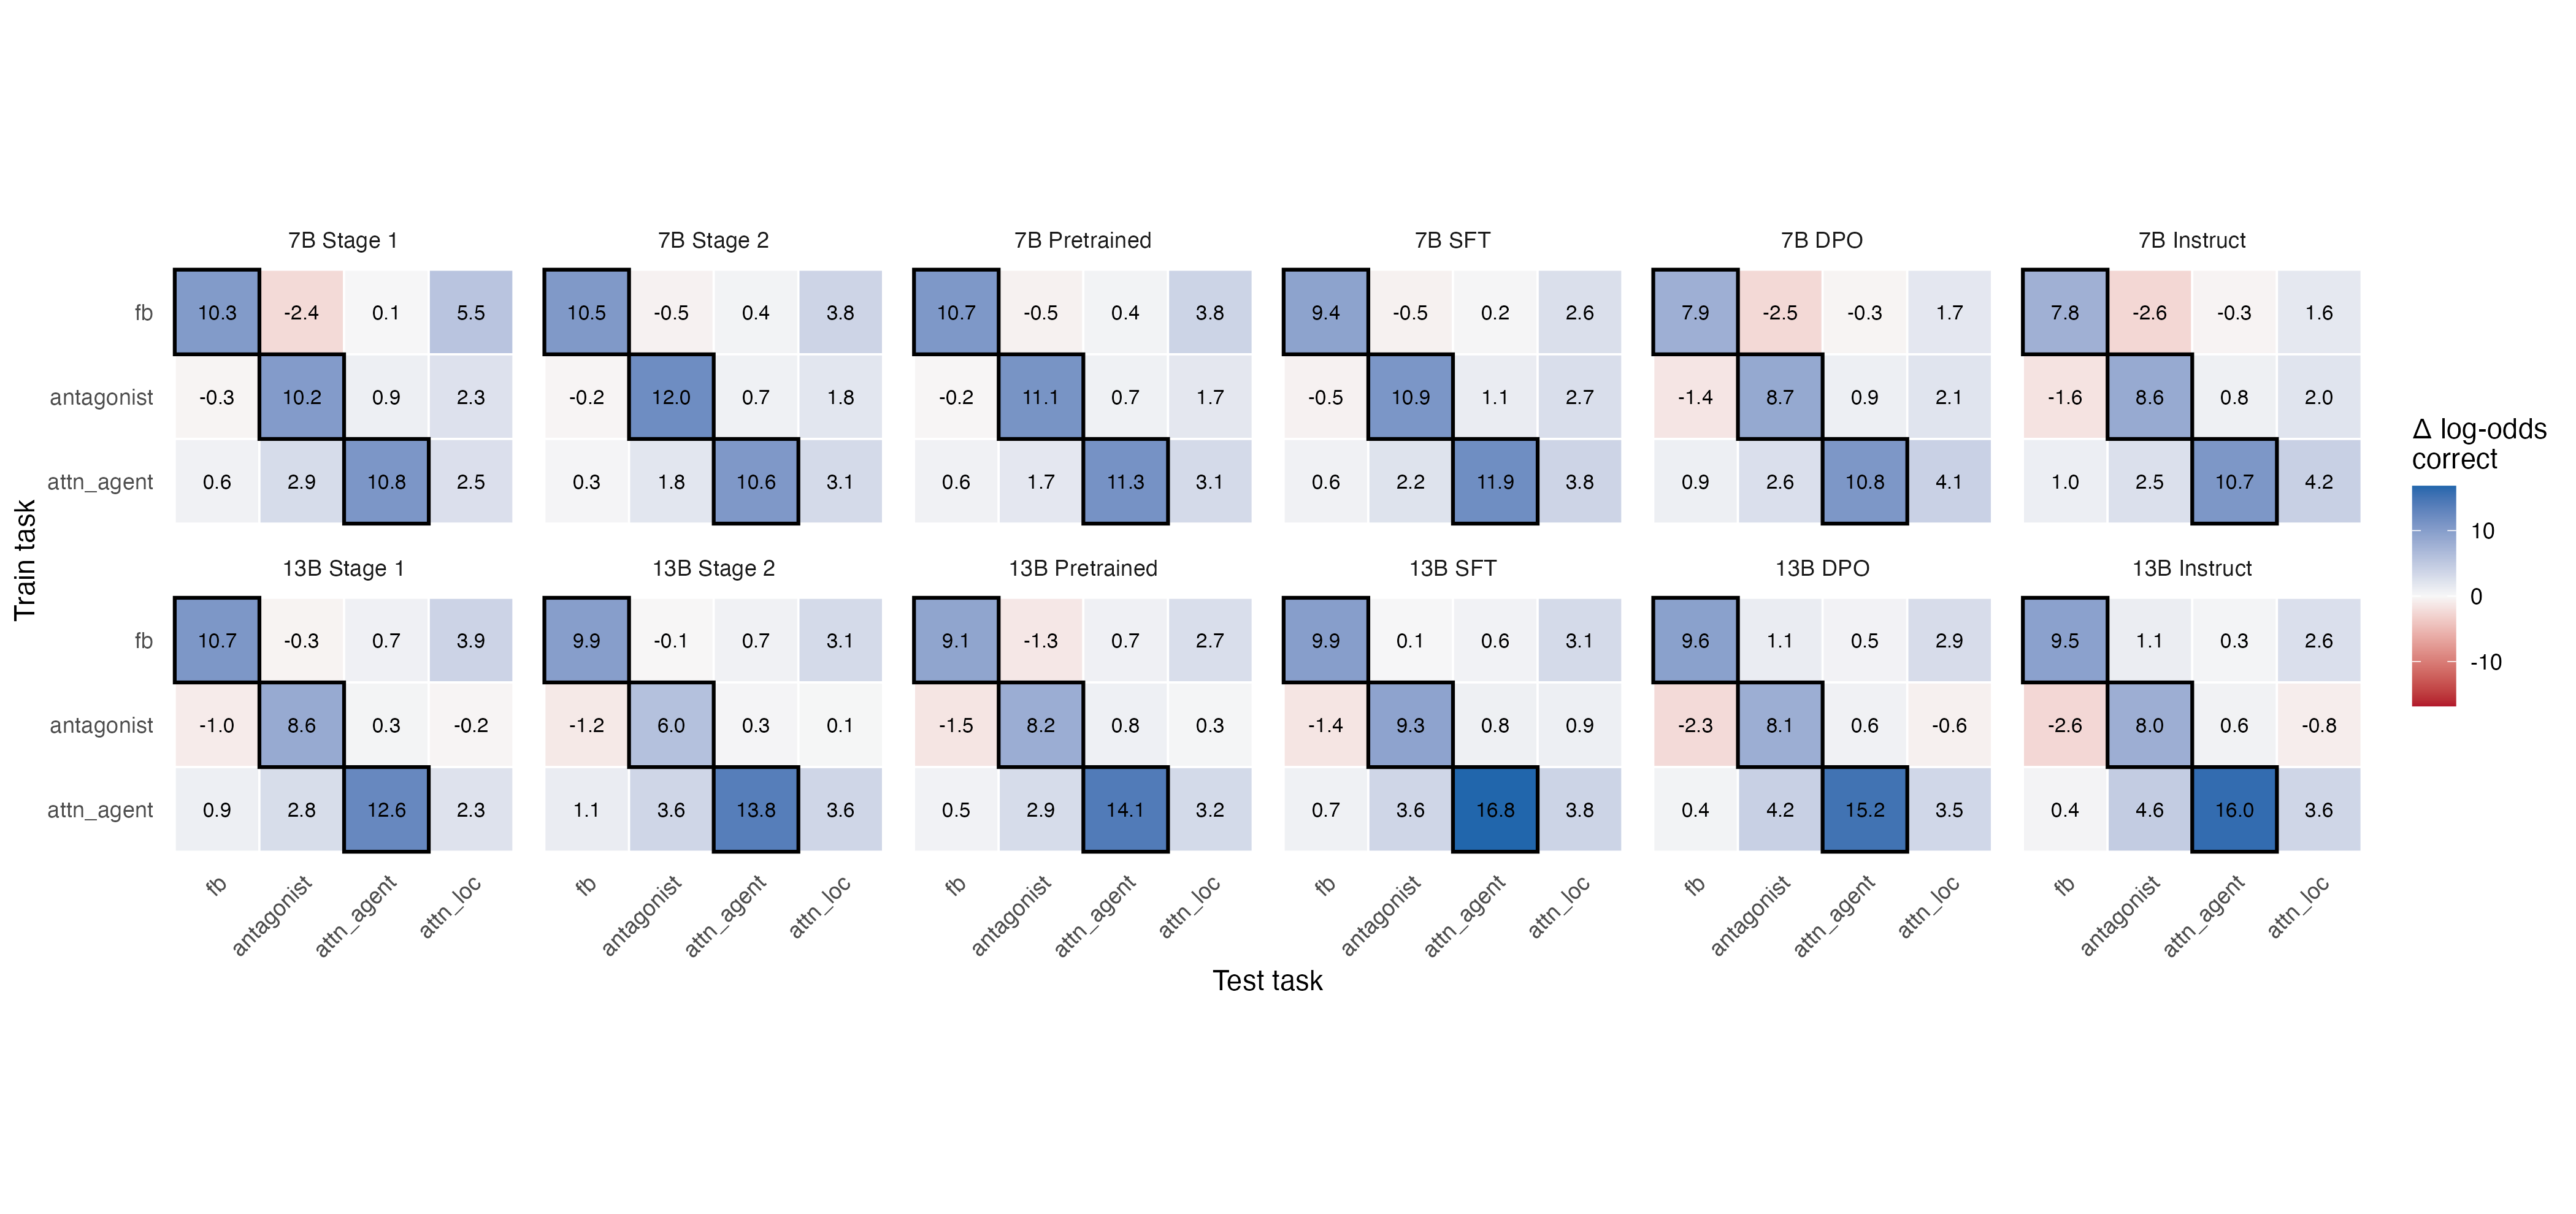 7B Stage 1 7B Stage 2 7B Pretrained 7B SFT 7B DPO 7B Instruct
fb 10.3 -2.4 0.1 5.5 10.5 -0.5 0.4 3.8 10.7 -0.5 0.4 3.8 9.4 -0.5 0.2 2.6 7.9 -2.5 -0.3 1.7 7.8 -2.6 -0.3 1.6
antagonist -0.3 10.2 0.9 2.3 -0.2 12.0 0.7 1.8 -0.2 11.1 0.7 1.7 -0.5 10.9 1.1 2.7 -1.4 8.7 0.9 2.1 -1.6 8.6 0.8 2.0
attn_agent 0.6 2.9 10.8 2.5 0.3 1.8 10.6 3.1 0.6 1.7 11.3 3.1 0.6 2.2 11.9 3.8 0.9 2.6 10.8 4.1 1.0 2.5 10.7 4.2
Train task
13B Stage 1 13B Stage 2 13B Pretrained 13B SFT 13B DPO 13B Instruct
fb 10.7 -0.3 0.7 3.9 9.9 -0.1 0.7 3.1 9.1 -1.3 0.7 2.7 9.9 0.1 0.6 3.1 9.6 1.1 0.5 2.9 9.5 1.1 0.3 2.6
antagonist -1.0 8.6 0.3 -0.2 -1.2 6.0 0.3 0.1 -1.5 8.2 0.8 0.3 -1.4 9.3 0.8 0.9 -2.3 8.1 0.6 -0.6 -2.6 8.0 0.6 -0.8
attn_agent 0.9 2.8 12.6 2.3 1.1 3.6 13.8 3.6 0.5 2.9 14.1 3.2 0.7 3.6 16.8 3.8 0.4 4.2 15.2 3.5 0.4 4.6 16.0 3.6
fb antagonist attn_agent attn_loc fb antagonist attn_agent attn_loc fb antagonist attn_agent attn_loc fb antagonist attn_agent attn_loc fb antagonist attn_agent attn_loc fb antagonist attn_agent attn_loc
Test task
Δ log-odds
correct
10
0
-10